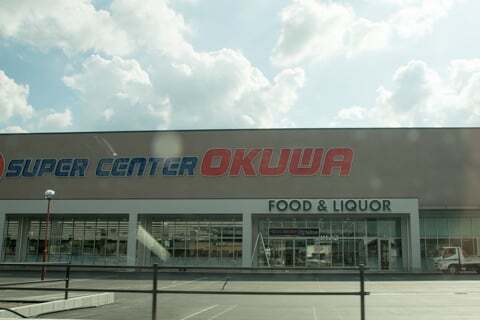 SUPER CENTER OKUWA
FOOD & LIQUOR